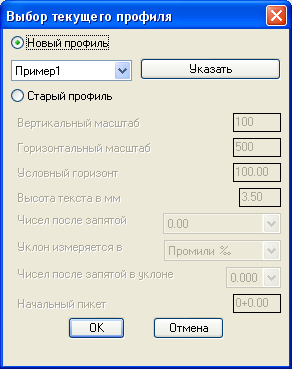 Выбор текущего профиля
Новый профиль
Пример1 Указать
Старый профиль
Вертикальный масштаб 100
Горизонтальный масштаб 500
Условный горизонт 100.00
Высота текста в мм 3.50
Чисел после запятой 0.00
Уклон измеряется в Промили ‰
Чисел после запятой в уклоне 0.000
Начальный пикет 0+0.00
OK Отмена